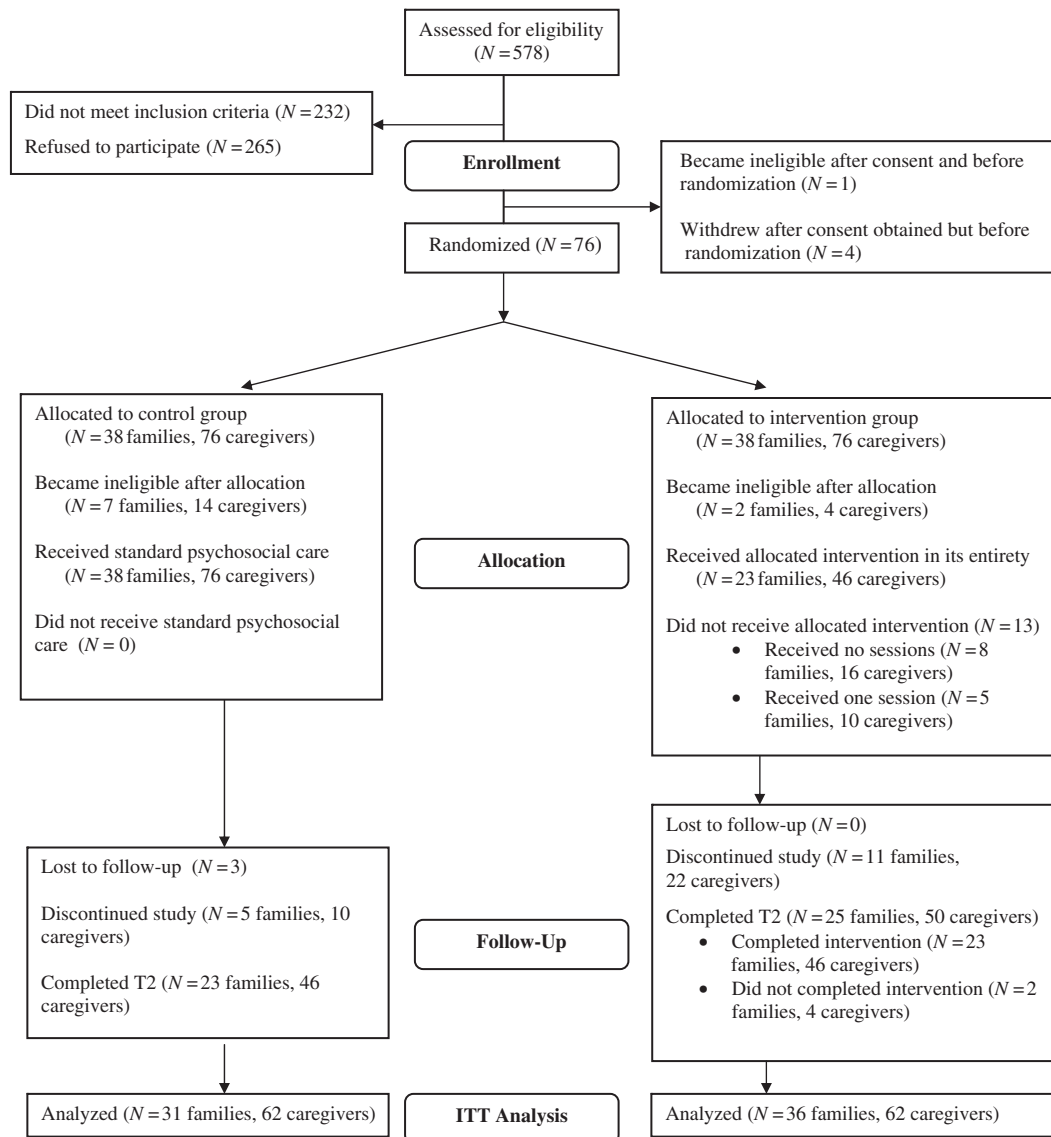 Assessed for eligibility
(N = 578)
Did not meet inclusion criteria (N = 232)
Refused to participate (N = 265)
Enrollment
Became ineligible after consent and before
randomization (N = 1)
Withdrew after consent obtained but before
randomization (N = 4)
Randomized (N = 76)
Allocated to control group
(N = 38 families, 76 caregivers)
Became ineligible after allocation
(N = 7 families, 14 caregivers)
Received standard psychosocial care
(N = 38 families, 76 caregivers)
Did not receive standard psychosocial
care (N = 0)
Allocation
Allocated to intervention group
(N = 38 families, 76 caregivers)
Became ineligible after allocation
(N = 2 families, 4 caregivers)
Received allocated intervention in its entirety
(N = 23 families, 46 caregivers)
Did not receive allocated intervention (N = 13)
• Received no sessions (N = 8
families, 16 caregivers)
• Received one session (N = 5
families, 10 caregivers)
Lost to follow-up (N = 3)
Discontinued study (N = 5 families, 10
caregivers)
Completed T2 (N = 23 families, 46
caregivers)
Follow-Up
Lost to follow-up (N = 0)
Discontinued study (N = 11 families,
22 caregivers)
Completed T2 (N = 25 families, 50 caregivers)
• Completed intervention (N = 23
families, 46 caregivers)
• Did not completed intervention (N = 2
families, 4 caregivers)
Analyzed (N = 31 families, 62 caregivers)
ITT Analysis
Analyzed (N = 36 families, 62 caregivers)